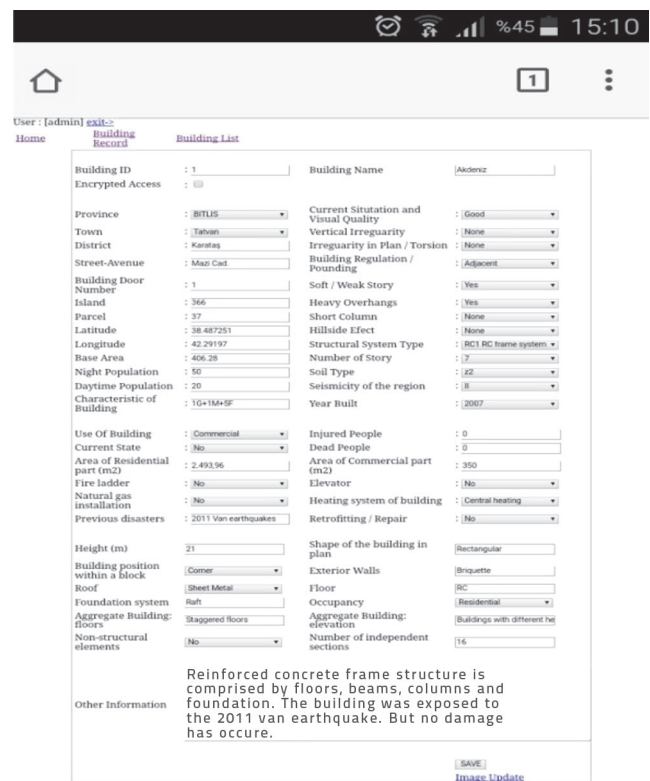 %45 15:10
1
User : [admin] exit->
Home Building Record Building List
Building ID : 1 Building Name Akdeniz
Encrypted Access :
Province : BITLIS Current Situtation and Visual Quality : Good
Town : Tatvan Vertical Irreguarity : None
District : Karataş Irreguarity in Plan / Torsion : None
Street-Avenue : Mazi Cad. Building Regulation / Pounding : Adjacent
Building Door Number : 1 Soft / Weak Story : Yes
Island : 366 Heavy Overhangs : Yes
Parcel : 37 Short Column : None
Latitude : 38.487251 Hillside Efect : None
Longitude : 42.29197 Structural System Type : RC1 RC frame system
Base Area : 406.28 Number of Story : 7
Night Population : 50 Soil Type : z2
Daytime Population : 20 Seismicity of the region : II
Characteristic of Building : 1G+1M+5F Year Built : 2007
Use Of Building : Commercial Injured People : 0
Current State : No Dead People : 0
Area of Residential part (m2) : 2.493,96 Area of Commercial part (m2) : 350
Fire ladder : No Elevator : No
Natural gas installation : No Heating system of building : Central heating
Previous disasters : 2011 Van earthquakes Retrofitting / Repair : No
Height (m) 21 Shape of the building in plan Rectangular
Building position within a block Corner Exterior Walls Briquette
Roof Sheet Metal Floor RC
Foundation system Raft Occupancy Residential
Aggregate Building: floors Staggered floors Aggregate Building: elevation Buildings with different he
Non-structural elements No Number of independent sections 16
Other Information
Reinforced concrete frame structure is
comprised by floors, beams, columns and
foundation. The building was exposed to
the 2011 van earthquake. But no damage
has occure.
SAVE
Image Update